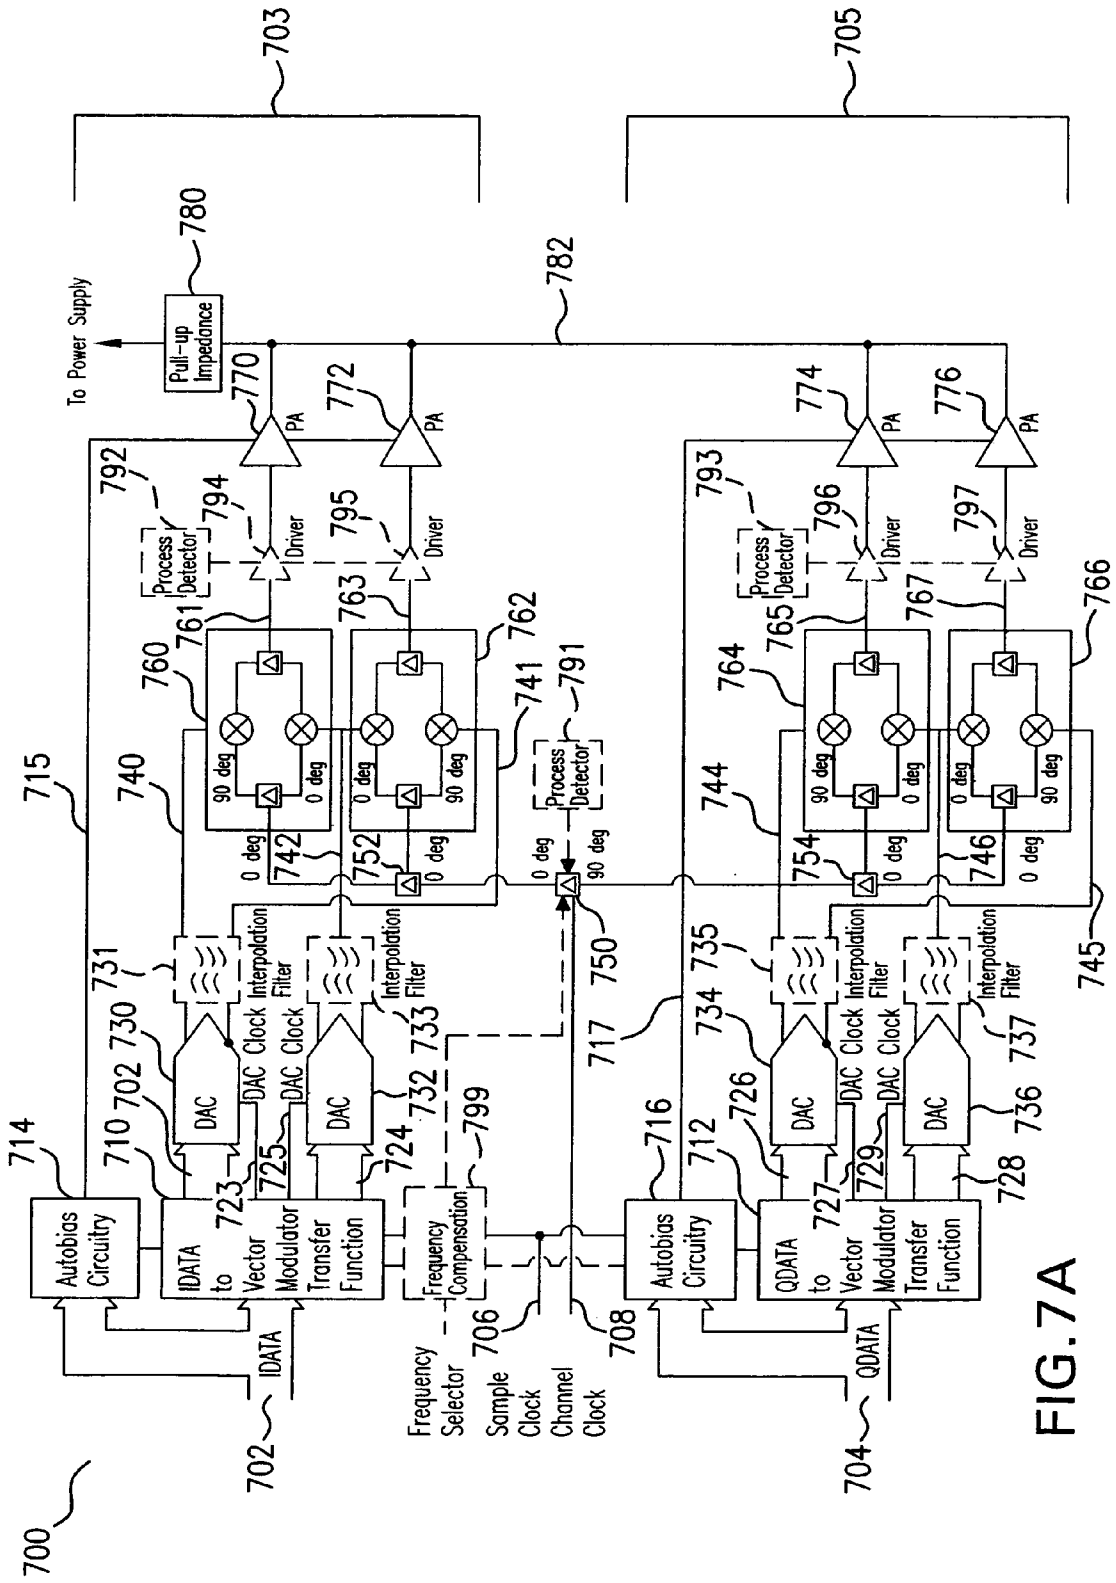 700
714
Autobias
Circuitry
715
702
IDATA
710
IDATA
to
Vector
Modulator
Transfer
Function
702
723
725
724
730
DAC
DAC Clock
DAC Clock
732
DAC
731
Interpolation
Filter
733
Interpolation
Filter
740
742
741
760
90 deg
0 deg
0 deg
90 deg
0 deg
752
0 deg
762
761
763
792
Process
Detector
794
Driver
795
Driver
770
PA
772
PA
780
Pull-up
Impedance
To Power Supply
703
782
Frequency
Selector
Frequency
Compensation
799
Sample
Clock
706
Channel
Clock
708
750
0 deg
90 deg
791
Process
Detector
716
Autobias
Circuitry
717
704
QDATA
712
QDATA
to
Vector
Modulator
Transfer
Function
726
727
729
728
734
DAC
DAC Clock
DAC Clock
736
DAC
735
Interpolation
Filter
737
Interpolation
Filter
744
746
745
764
90 deg
0 deg
0 deg
90 deg
754
0 deg
0 deg
766
765
767
793
Process
Detector
796
Driver
797
Driver
774
PA
776
PA
705
FIG.7A